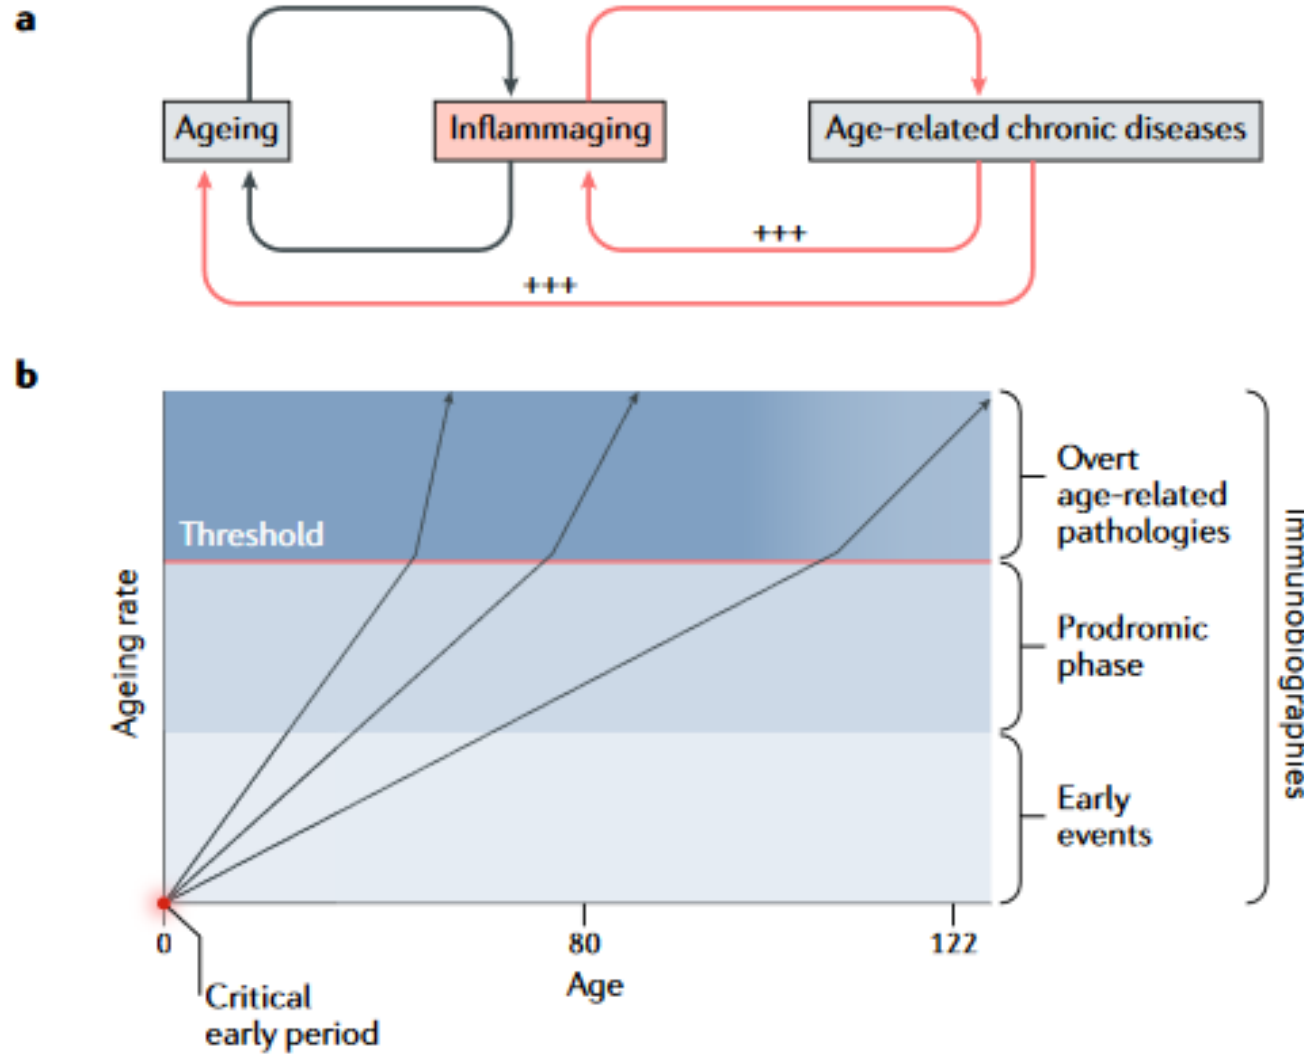 a
Ageing
Inflammaging
Age-related chronic diseases
+++
+++
b
Threshold
Ageing rate
Overt
age-related
pathologies
Prodromic
phase
Early
events
Immunobiographies
0
80
122
Age
Critical
early period